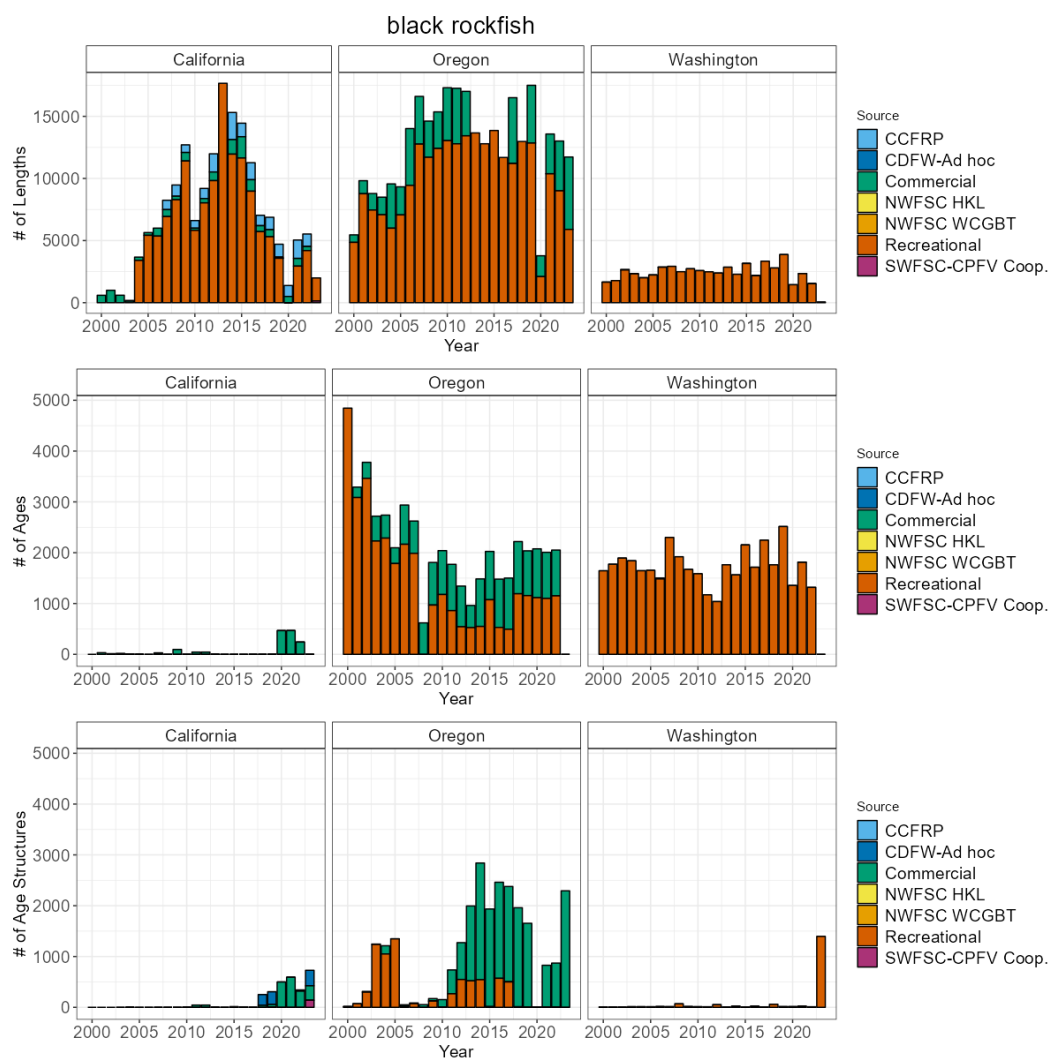 black rockfish
California Oregon Washington
# of Lengths
15000
10000
5000
0
2000 2005 2010 2015 2020 2000 2005 2010 2015 2020 2000 2005 2010 2015 2020
Year
Source
CCFRP
CDFW-Ad hoc
Commercial
NWFSC HKL
NWFSC WCGBT
Recreational
SWFSC-CPFV Coop.
California Oregon Washington
# of Ages
5000
4000
3000
2000
1000
0
2000 2005 2010 2015 2020 2000 2005 2010 2015 2020 2000 2005 2010 2015 2020
Year
Source
CCFRP
CDFW-Ad hoc
Commercial
NWFSC HKL
NWFSC WCGBT
Recreational
SWFSC-CPFV Coop.
California Oregon Washington
# of Age Structures
5000
4000
3000
2000
1000
0
2000 2005 2010 2015 2020 2000 2005 2010 2015 2020 2000 2005 2010 2015 2020
Year
Source
CCFRP
CDFW-Ad hoc
Commercial
NWFSC HKL
NWFSC WCGBT
Recreational
SWFSC-CPFV Coop.